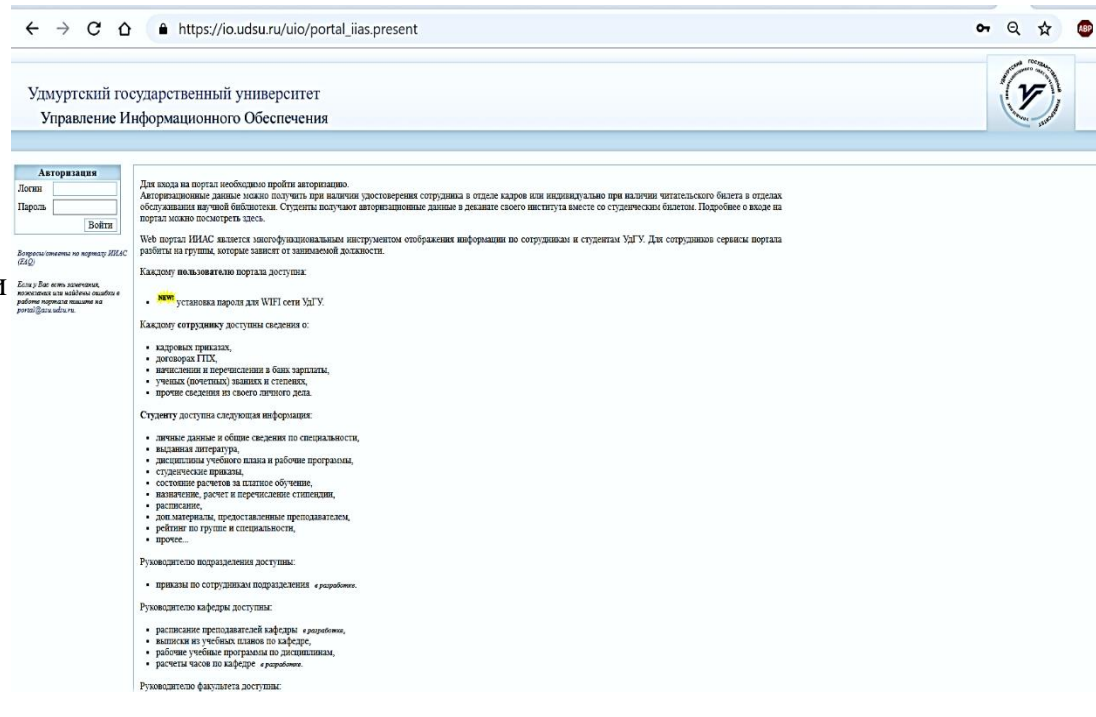 https://io.udsu.ru/uio/portal_iias.present
ABP
Удмуртский государственный университет
Управление Информационного Обеспечения
Авторизация
Логин
Пароль
Войти
Вопросы/ответы по порталу ИИАС
(FAQ)
Если у Вас есть замечания,
пожелания или найдены ошибки в
работе портала пишите на
portal@azu.udsu.ru.
и
Для входа на портал необходимо пройти авторизацию.
Авторизационные данные можно получить при наличии удостоверения сотрудника в отделе кадров или индивидуально при наличии читательского билета в отделах
обслуживания научной библиотеки. Студенты получают авторизационные данные в деканате своего института вместе со студенческим билетом. Подробнее о входе на
портал можно посмотреть здесь.
Web портал ИИАС является многофункциональным инструментом отображения информации по сотрудникам и студентам УдГУ. Для сотрудников сервисы портала
разбиты на группы, которые зависят от занимаемой должности.
Каждому пользователю портала доступна:
NEW! установка пароля для WIFI сети УдГУ.
Каждому сотруднику доступны сведения о:
кадровых приказах,
договорах ГПХ,
начислении и перечислении в банк зарплаты,
ученых (почетных) званиях и степенях,
прочие сведения из своего личного дела.
Студенту доступна следующая информация:
личные данные и общие сведения по специальности,
выданная литература,
дисциплины учебного плана и рабочие программы,
студенческие приказы,
состояние расчетов за платное обучение,
назначение, расчет и перечисление стипендии,
расписание,
доп.материалы, предоставленные преподавателем,
рейтинг по группе и специальности,
прочее...
Руководителю подразделения доступны:
приказы по сотрудникам подразделения в разработке.
Руководителю кафедры доступны:
расписание преподавателей кафедры в разработке,
выписки из учебных планов по кафедре,
рабочие учебные программы по дисциплинам,
расчеты часов по кафедре в разработке.
Руководителю факультета доступны: